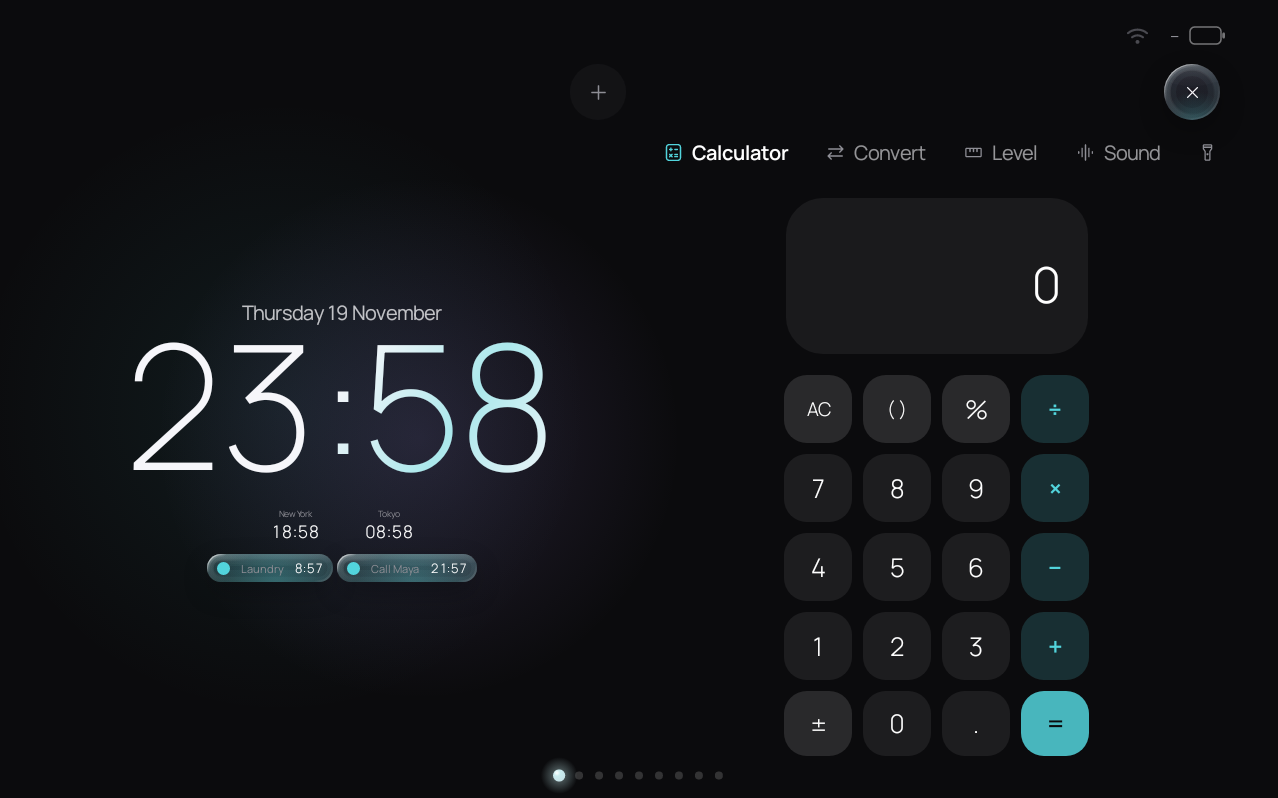 –
Calculator Convert Level Sound
0
Thursday 19 November
23:58
New York Tokyo
18:58 08:58
Laundry 8:57 Call Maya 21:57
AC ( ) % ÷
7 8 9 ×
4 5 6 −
1 2 3 +
± 0 . =